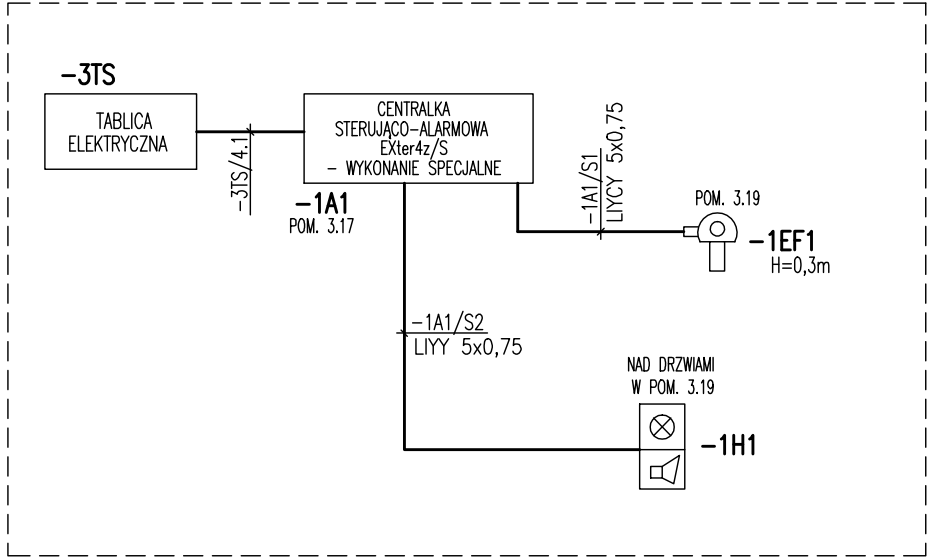 -3TS
TABLICA
ELEKTRYCZNA
-3TS/4.1
CENTRALKA
STERUJĄCO-ALARMOWA
EXter4z/S
- WYKONANIE SPECJALNE
-1A1
POM. 3.17
-1A1/S1
LIYCY 5x0,75
POM. 3.19
-1EF1
H=0,3m
-1A1/S2
LIYY 5x0,75
NAD DRZWIAMI
W POM. 3.19
-1H1